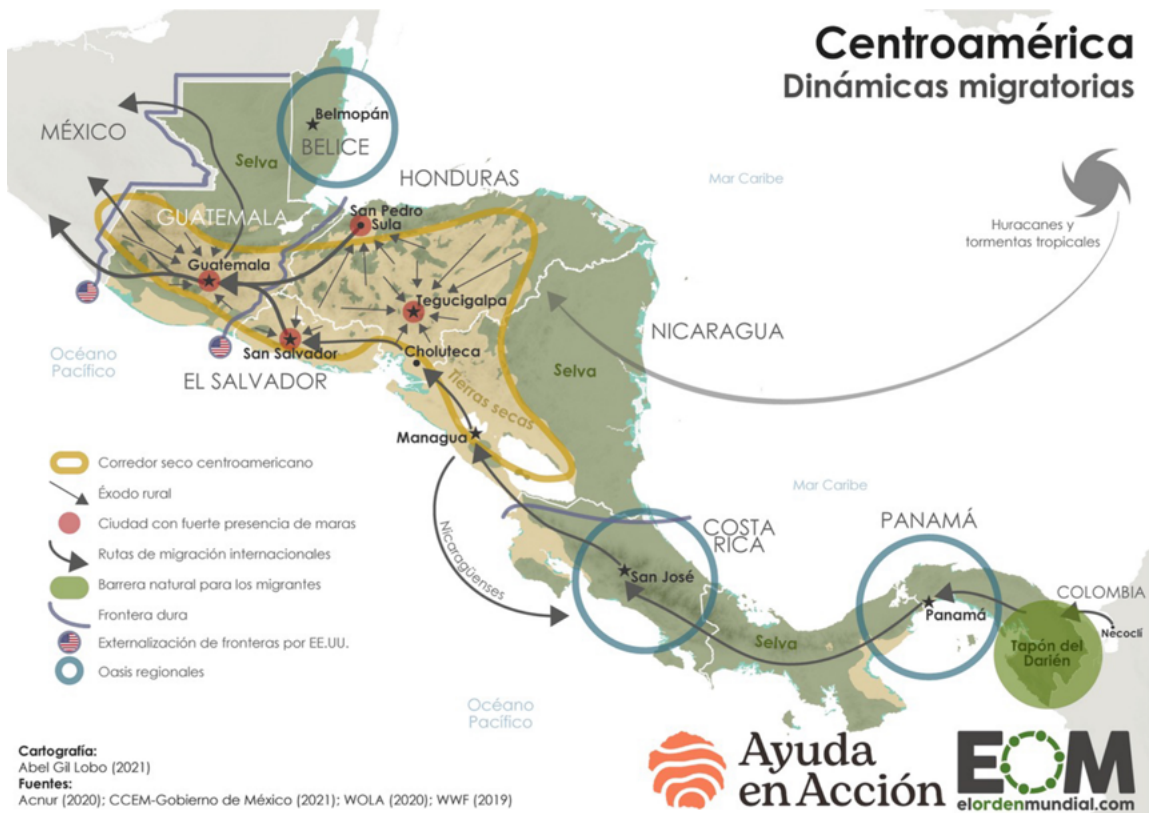 Centroamérica
Dinámicas migratorias
MÉXICO
Belmopán
BELICE
Selva
HONDURAS
Mar Caribe
Huracanes y
tormentas tropicales
GUATEMALA
San Pedro
Sula
Guatemala
Tegucigalpa
NICARAGUA
Océano
Pacífico
San Salvador
Choluteca
EL SALVADOR
Selva
Tierras secas
Managua
Corredor seco centroamericano
Éxodo rural
Ciudad con fuerte presencia de maras
Rutas de migración internacionales
Barrera natural para los migrantes
Frontera dura
Externalización de fronteras por EE.UU.
Oasis regionales
Nicaragüenses
Mar Caribe
COSTA
RICA
PANAMÁ
San José
COLOMBIA
Panamá
Necoclí
Selva
Tapón del
Darién
Océano
Pacífico
Cartografía:
Abel Gil Lobo (2021)
Fuentes:
Acnur (2020); CCEM-Gobierno de México (2021); WOLA (2020); WWF (2019)
Ayuda
en Acción
EOM
elordenmundial.com